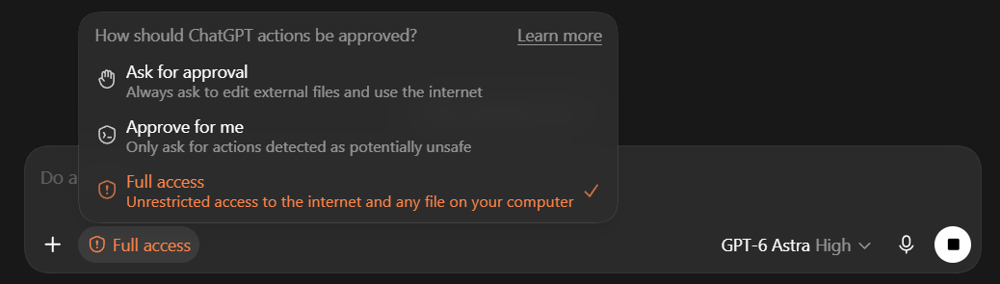 How should ChatGPT actions be approved?
Learn more
Ask for approval
Always ask to edit external files and use the internet
Approve for me
Only ask for actions detected as potentially unsafe
Full access
Unrestricted access to the internet and any file on your computer
Do a
Full access
GPT-6 Astra High